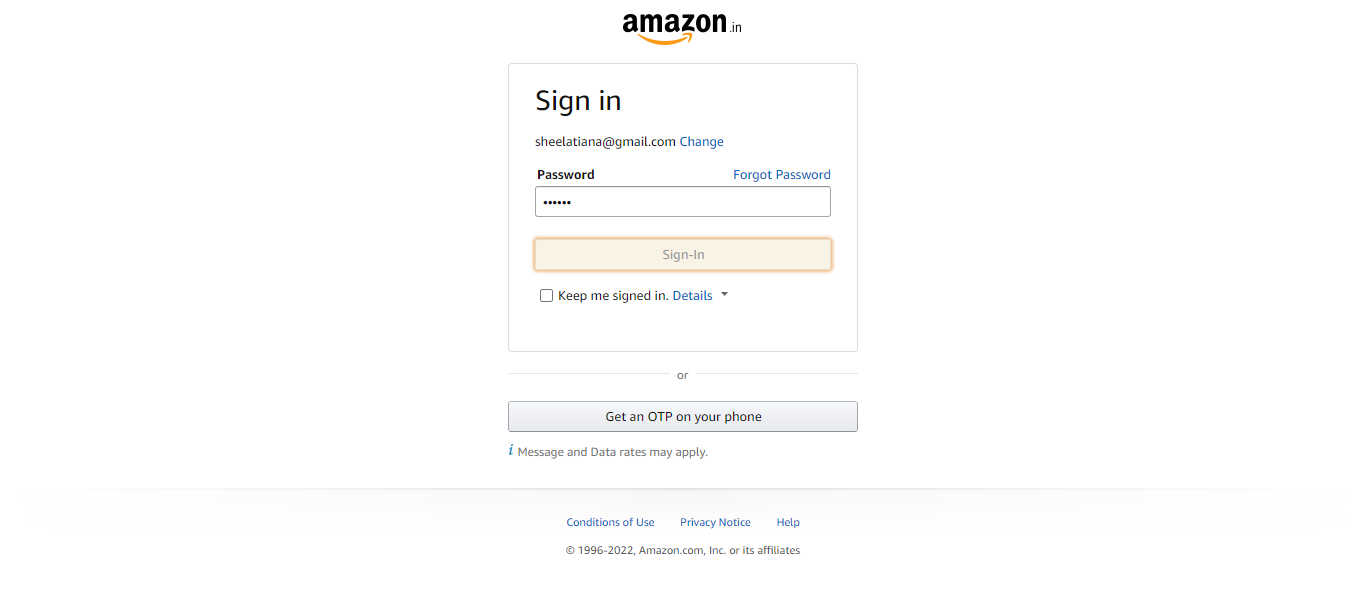 amazon.in
Sign in
sheelatiana@gmail.com Change
Password Forgot Password
••••••
Sign-In
Keep me signed in. Details
or
Get an OTP on your phone
i Message and Data rates may apply.
Conditions of Use Privacy Notice Help
© 1996-2022, Amazon.com, Inc. or its affiliates